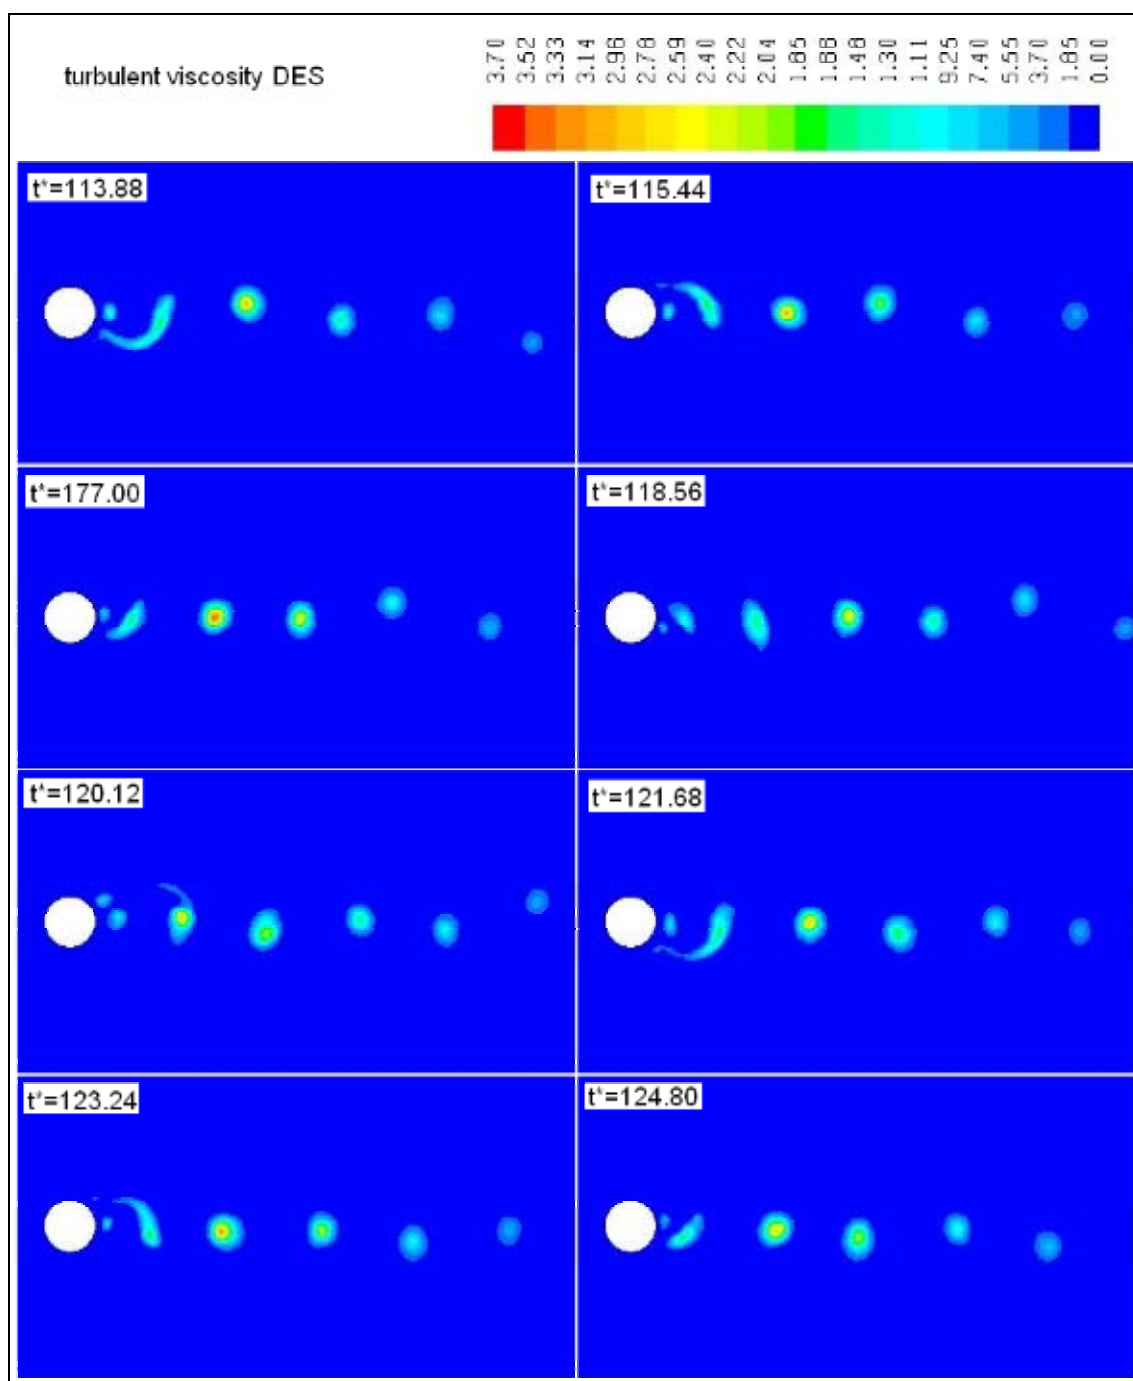 turbulent viscosity DES
3.70
3.52
3.33
3.14
2.96
2.78
2.59
2.40
2.22
2.04
1.85
1.68
1.48
1.30
1.11
9.25
7.40
5.55
3.70
1.85
0.00
t*=113.88
t*=115.44
t*=177.00
t*=118.56
t*=120.12
t*=121.68
t*=123.24
t*=124.80